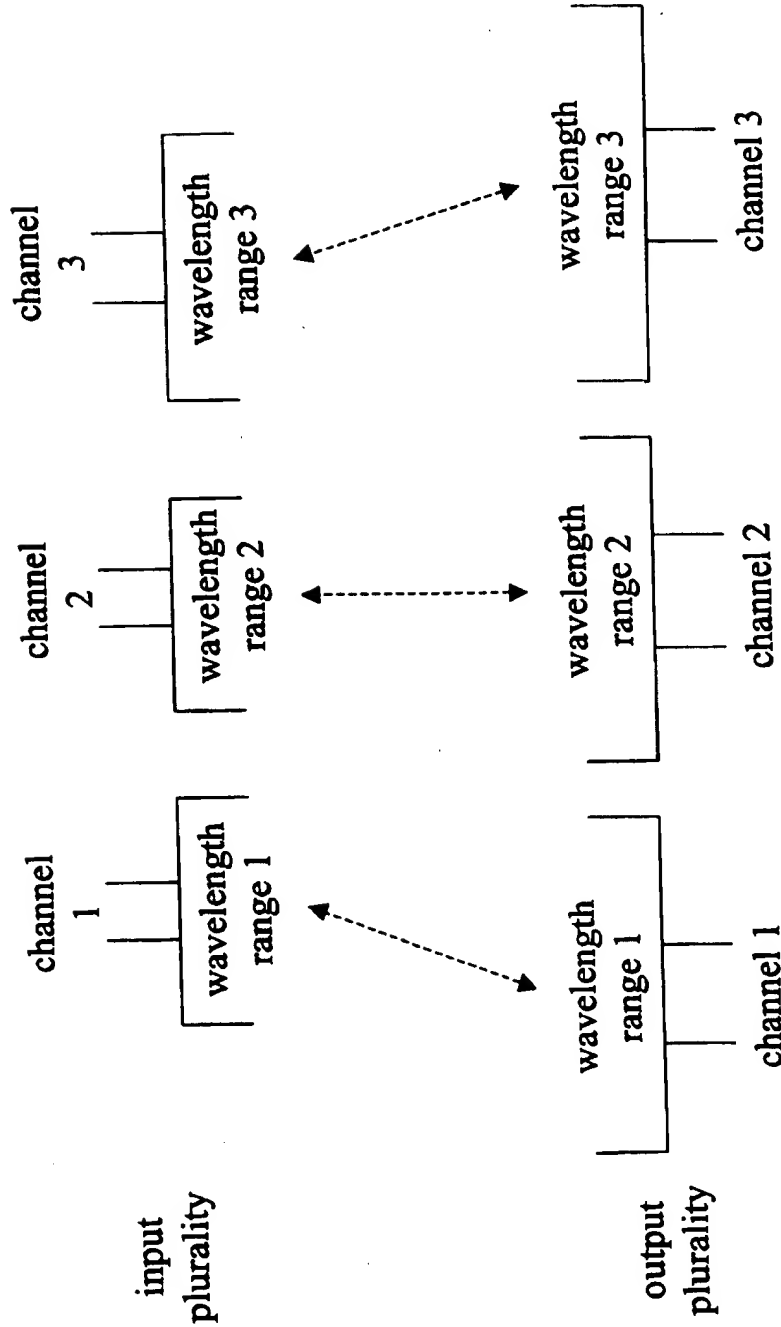 channel
1
channel
2
channel
3
input
plurality
wavelength
range 1
wavelength
range 2
wavelength
range 3
output
plurality
wavelength
range 1
wavelength
range 2
wavelength
range 3
channel 1
channel 2
channel 3